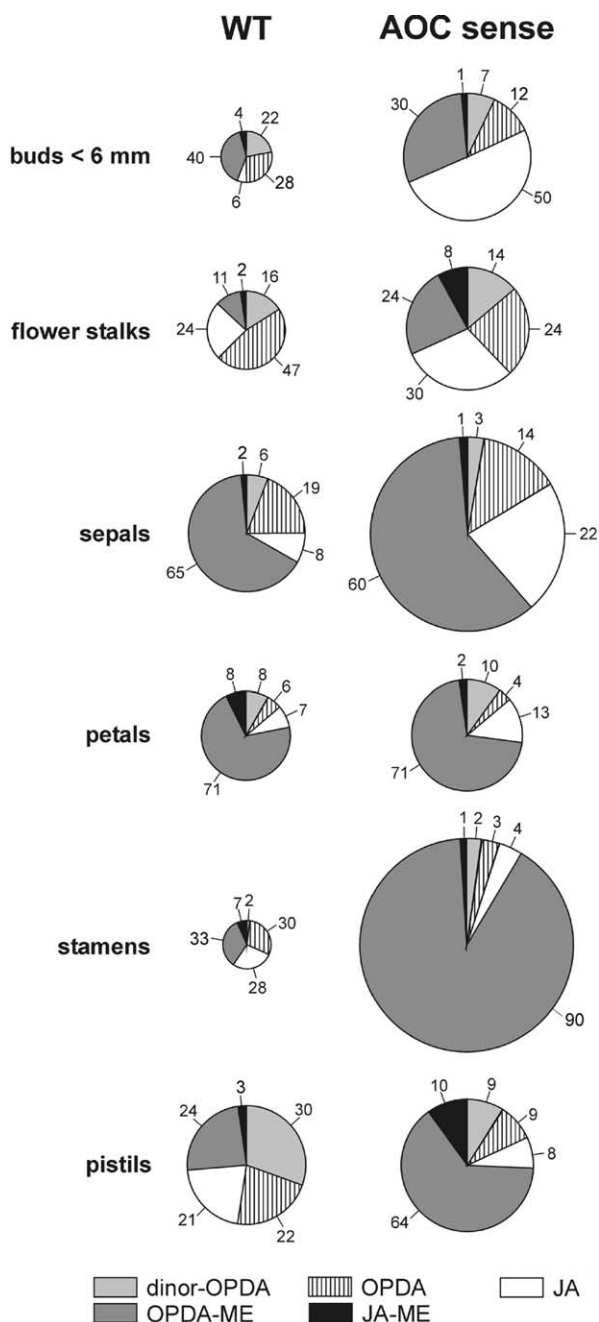 WT AOC sense
buds < 6 mm
4 22 40 28 6
1 7 12 30 50
flower stalks
2 11 16 24 47
8 14 24 24 30
sepals
2 6 19 8 65
1 3 14 22 60
petals
8 8 6 7 71
2 10 4 13 71
stamens
7 2 30 33 28
1 2 3 4 90
pistils
3 24 30 21 22
10 9 9 8 64
dinor-OPDA OPDA JA
OPDA-ME JA-ME